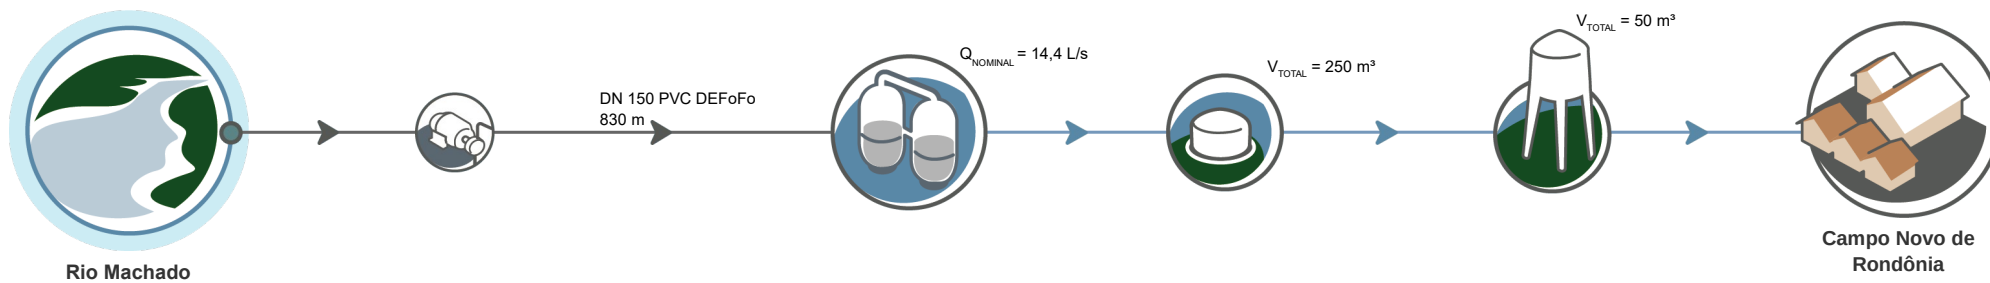 Rio Machado
DN 150 PVC DEFoFo
830 m
Q_NOMINAL = 14,4 L/s
V_TOTAL = 250 m³
V_TOTAL = 50 m³
Campo Novo de
Rondônia